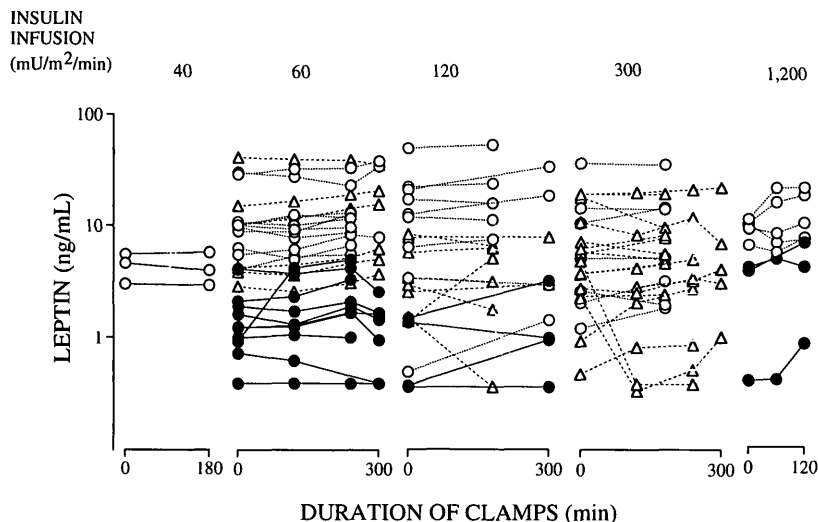 INSULIN
INFUSION
(mU/m²/min)
40 60 120 300 1,200
100
10
1
LEPTIN (ng/mL)
0 180 0 300 0 300 0 300 0 120
DURATION OF CLAMPS (min)